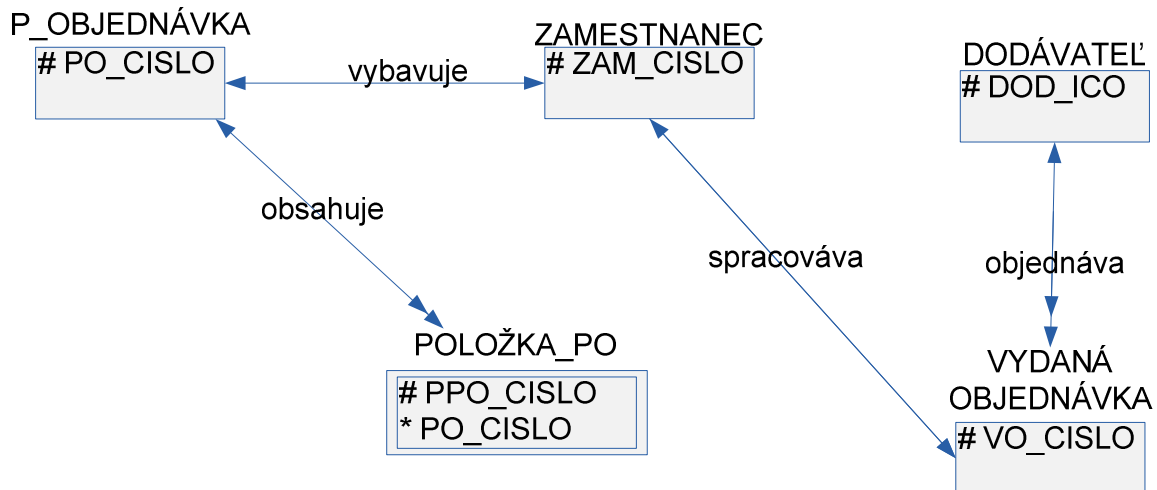 P_OBJEDNÁVKA
# PO_CISLO
vybavuje
ZAMESTNANEC
# ZAM_CISLO
DODÁVATEĽ
# DOD_ICO
obsahuje
spracováva
objednáva
POLOŽKA_PO
# PPO_CISLO
* PO_CISLO
VYDANÁ
OBJEDNÁVKA
# VO_CISLO